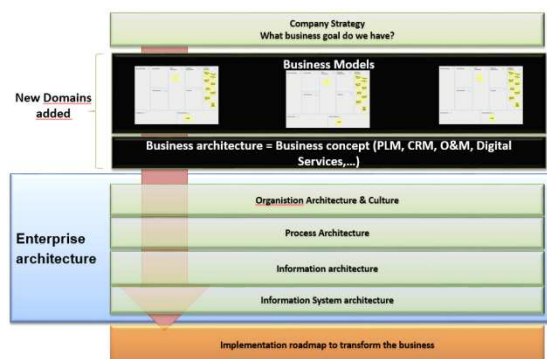 Company Strategy
What business goal do we have?
Business Models
New Domains
added
Business architecture = Business concept (PLM, CRM, O&M, Digital
Services,...)
Organistion Architecture & Culture
Process Architecture
Enterprise
architecture
Information architecture
Information System architecture
Implementation roadmap to transform the business